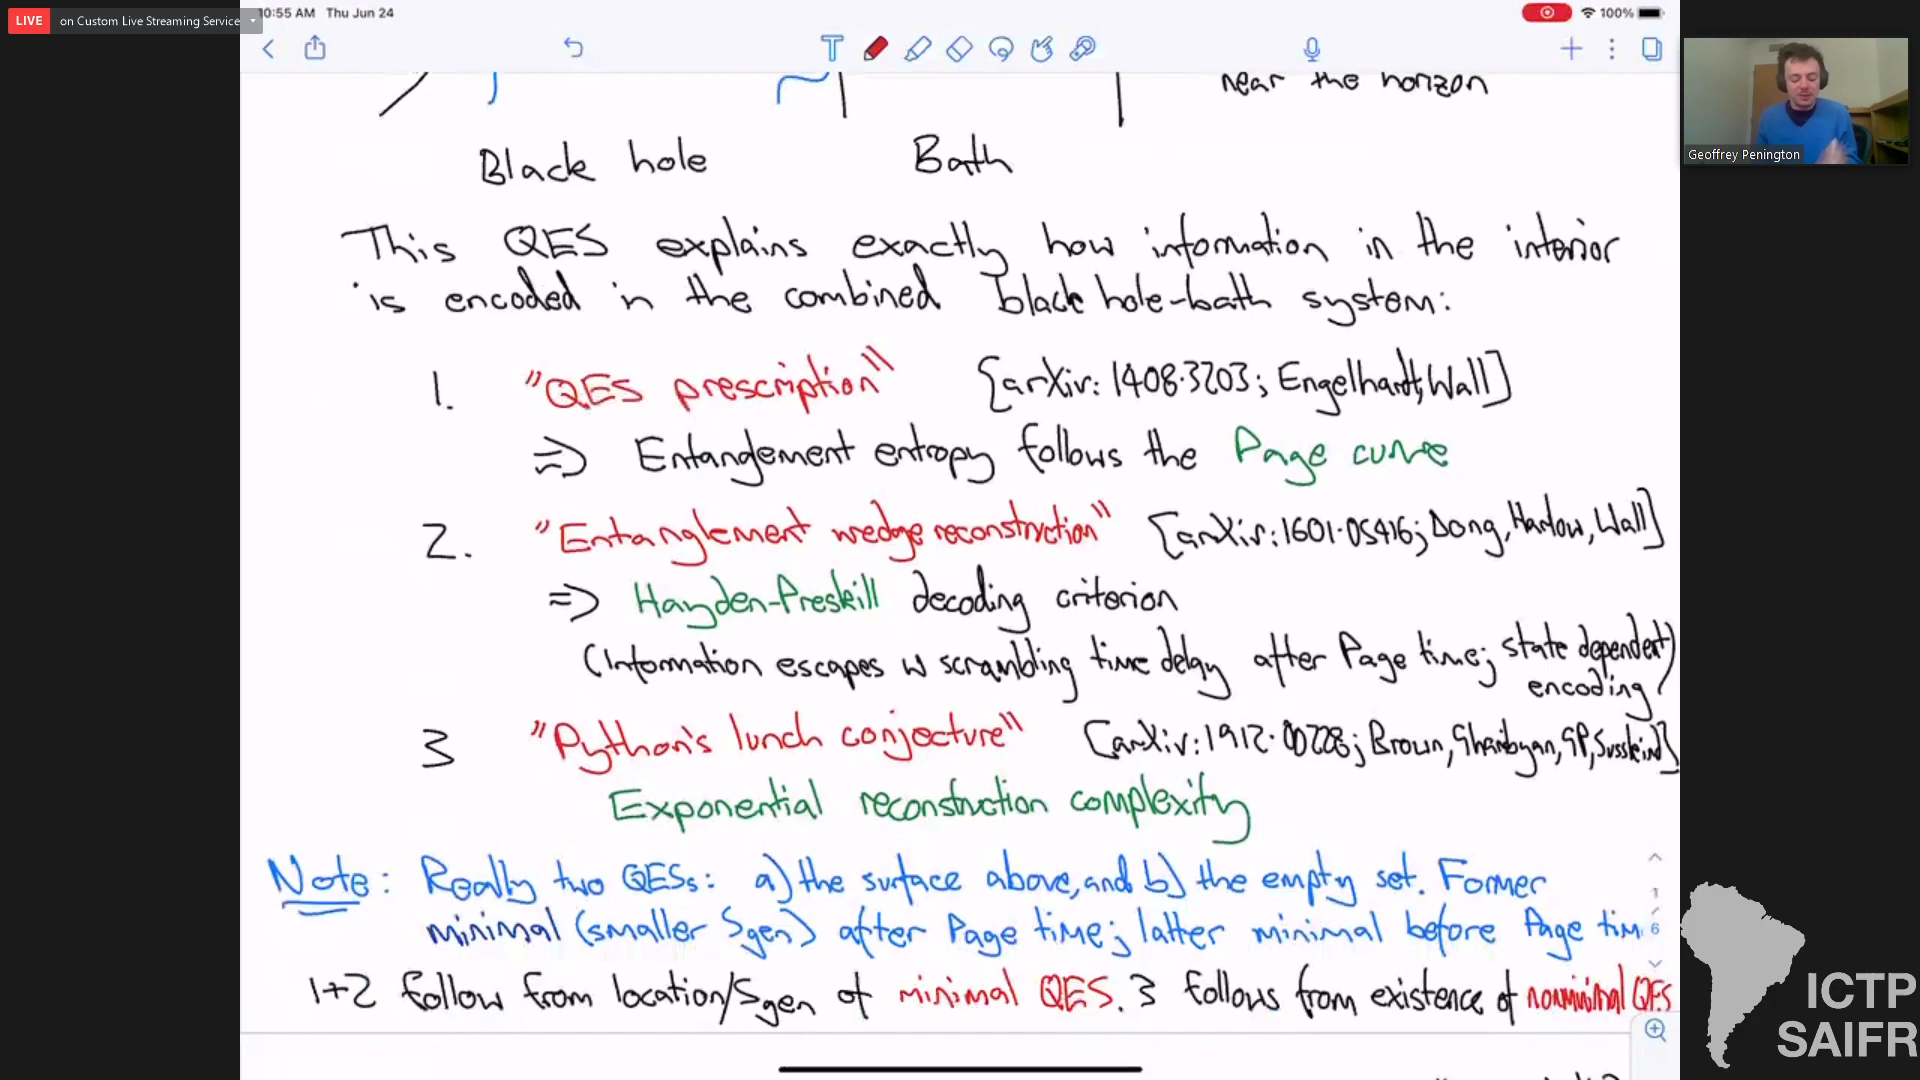 LIVE on Custom Live Streaming Service
10:55 AM Thu Jun 24
100%
near the horizon
Geoffrey Penington
Black hole Bath
This QES explains exactly how information in the interior
is encoded in the combined black hole-bath system:
1. "QES prescription" [arXiv: 1408.3203; Engelhardt, Wall]
⇒ Entangement entropy follows the Page curve
2. "Entanglement wedge reconstruction" [arXiv: 1601.05416; Dong, Harlow, Wall]
⇒ Hayden-Preskill decoding criterion
(Information escapes w scrambling time delay after Page time; state dependent
encoding)
3 "Python's lunch conjecture" [arXiv: 1912.00228; Brown, Gharibyan, GP, Susskind]
Exponential reconstruction complexity
Note: Really two QESs: a) the surface above, and b) the empty set. Former
minimal (smaller Sgen) after Page time; latter minimal before Page tim
1+2 follow from location/Sgen of minimal QES. 3 follows from existence of nonminimal QES
1/6
ICTP
SAIFR